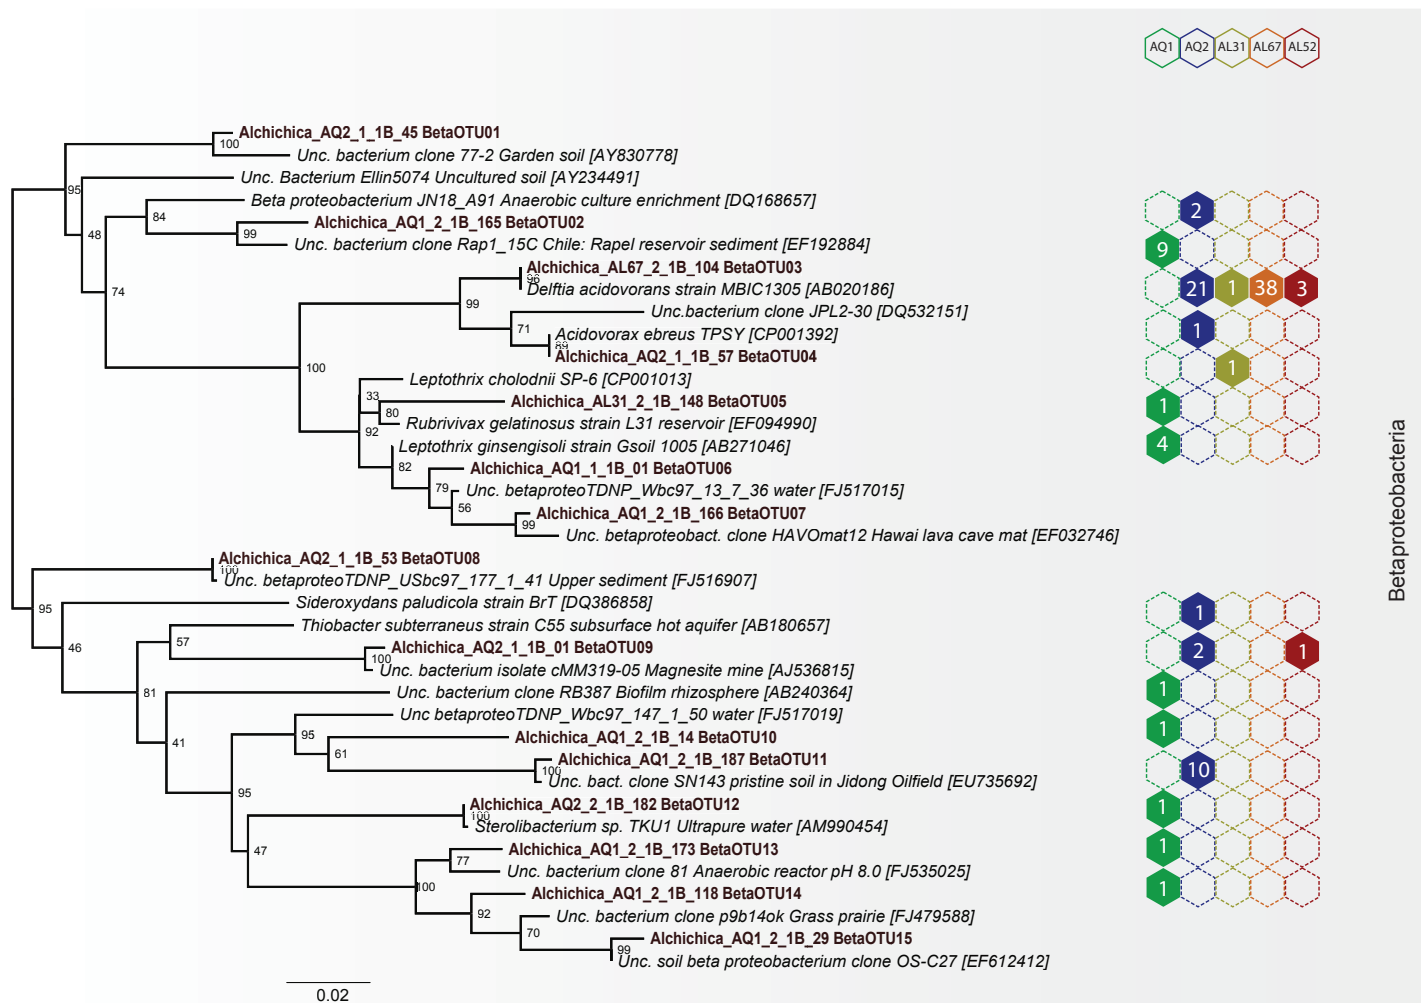 AQ1 AQ2 AL31 AL67 AL52
Alchichica_AQ2_1_1B_45 BetaOTU01
100
Unc. bacterium clone 77-2 Garden soil [AY830778]
95
Unc. Bacterium Ellin5074 Uncultured soil [AY234491]
48
Beta proteobacterium JN18_A91 Anaerobic culture enrichment [DQ168657]
84
2
Alchichica_AQ1_2_1B_165 BetaOTU02
99
Unc. bacterium clone Rap1_15C Chile: Rapel reservoir sediment [EF192884]
9
74
Alchichica_AL67_2_1B_104 BetaOTU03
96
Delftia acidovorans strain MBIC1305 [AB020186]
21 1 38 3
99
Unc.bacterium clone JPL2-30 [DQ532151]
71
1
Acidovorax ebreus TPSY [CP001392]
89
Alchichica_AQ2_1_1B_57 BetaOTU04
100
1
Leptothrix cholodnii SP-6 [CP001013]
33
Alchichica_AL31_2_1B_148 BetaOTU05
80
1
Rubrivivax gelatinosus strain L31 reservoir [EF094990]
92
Leptothrix ginsengisoli strain Gsoil 1005 [AB271046]
4
82
Alchichica_AQ1_1_1B_01 BetaOTU06
79
Unc. betaproteoTDNP_Wbc97_13_7_36 water [FJ517015]
56
Alchichica_AQ1_2_1B_166 BetaOTU07
99
Unc. betaproteobact. clone HAVOmat12 Hawai lava cave mat [EF032746]
Betaproteobacteria
Alchichica_AQ2_1_1B_53 BetaOTU08
100
Unc. betaproteoTDNP_USbc97_177_1_41 Upper sediment [FJ516907]
95
Sideroxydans paludicola strain BrT [DQ386858]
1
46
Thiobacter subterraneus strain C55 subsurface hot aquifer [AB180657]
57
Alchichica_AQ2_1_1B_01 BetaOTU09
2 1
100
Unc. bacterium isolate cMM319-05 Magnesite mine [AJ536815]
81
Unc. bacterium clone RB387 Biofilm rhizosphere [AB240364]
1
41
Unc betaproteoTDNP_Wbc97_147_1_50 water [FJ517019]
95
1
Alchichica_AQ1_2_1B_14 BetaOTU10
61
Alchichica_AQ1_2_1B_187 BetaOTU11
100
10
Unc. bact. clone SN143 pristine soil in Jidong Oilfield [EU735692]
95
Alchichica_AQ2_2_1B_182 BetaOTU12
100
1
Sterolibacterium sp. TKU1 Ultrapure water [AM990454]
47
Alchichica_AQ1_2_1B_173 BetaOTU13
77
1
Unc. bacterium clone 81 Anaerobic reactor pH 8.0 [FJ535025]
100
Alchichica_AQ1_2_1B_118 BetaOTU14
1
92
Unc. bacterium clone p9b14ok Grass prairie [FJ479588]
70
Alchichica_AQ1_2_1B_29 BetaOTU15
99
Unc. soil beta proteobacterium clone OS-C27 [EF612412]
0.02